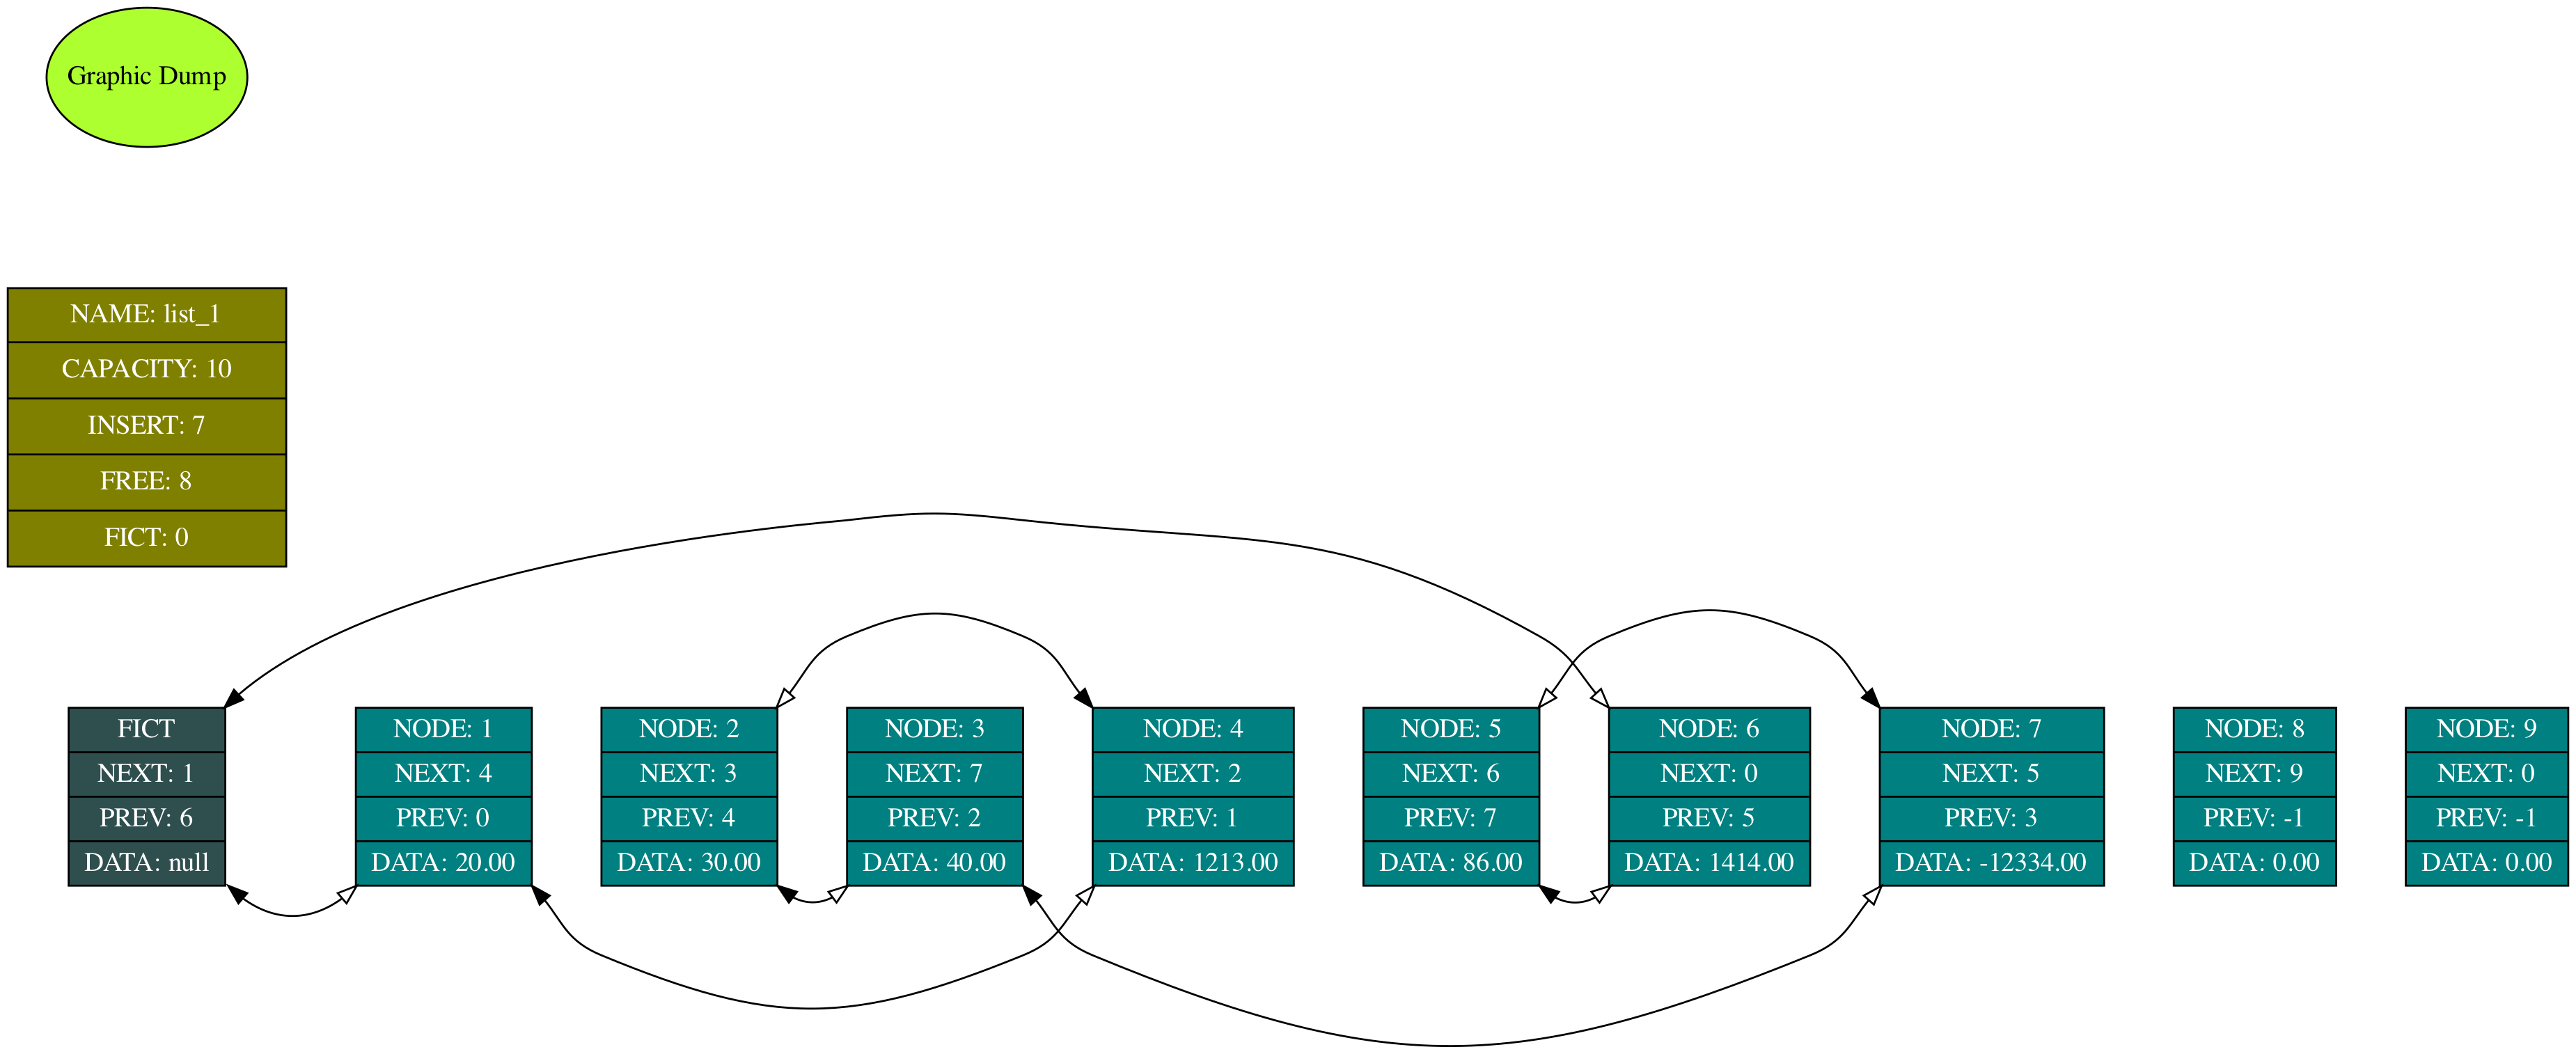 Graphic Dump
NAME: list_1
CAPACITY: 10
INSERT: 7
FREE: 8
FICT: 0
FICT
NEXT: 1
PREV: 6
DATA: null
NODE: 1
NEXT: 4
PREV: 0
DATA: 20.00
NODE: 2
NEXT: 3
PREV: 4
DATA: 30.00
NODE: 3
NEXT: 7
PREV: 2
DATA: 40.00
NODE: 4
NEXT: 2
PREV: 1
DATA: 1213.00
NODE: 5
NEXT: 6
PREV: 7
DATA: 86.00
NODE: 6
NEXT: 0
PREV: 5
DATA: 1414.00
NODE: 7
NEXT: 5
PREV: 3
DATA: -12334.00
NODE: 8
NEXT: 9
PREV: -1
DATA: 0.00
NODE: 9
NEXT: 0
PREV: -1
DATA: 0.00